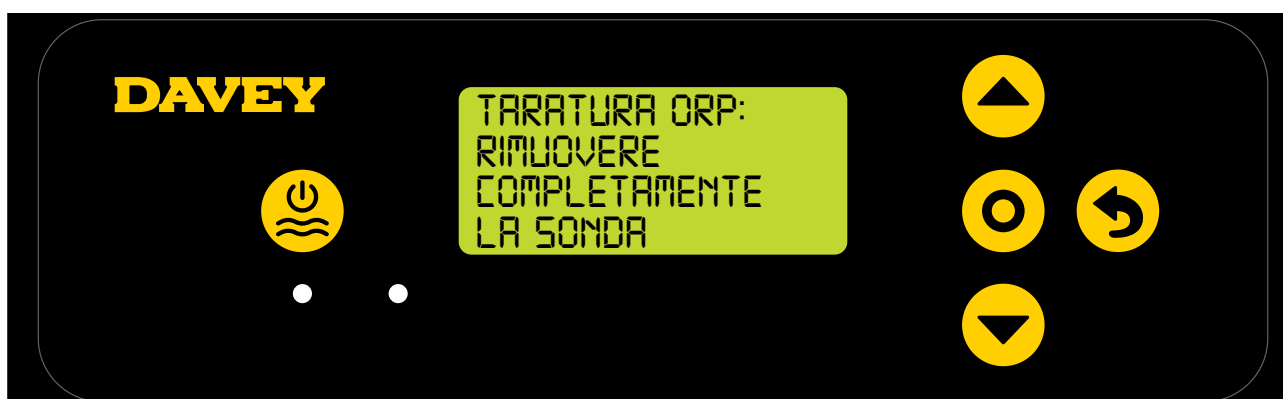 DAVEY
TARATURA ORP:
RIMUOVERE
COMPLETAMENTE
LA SONDA